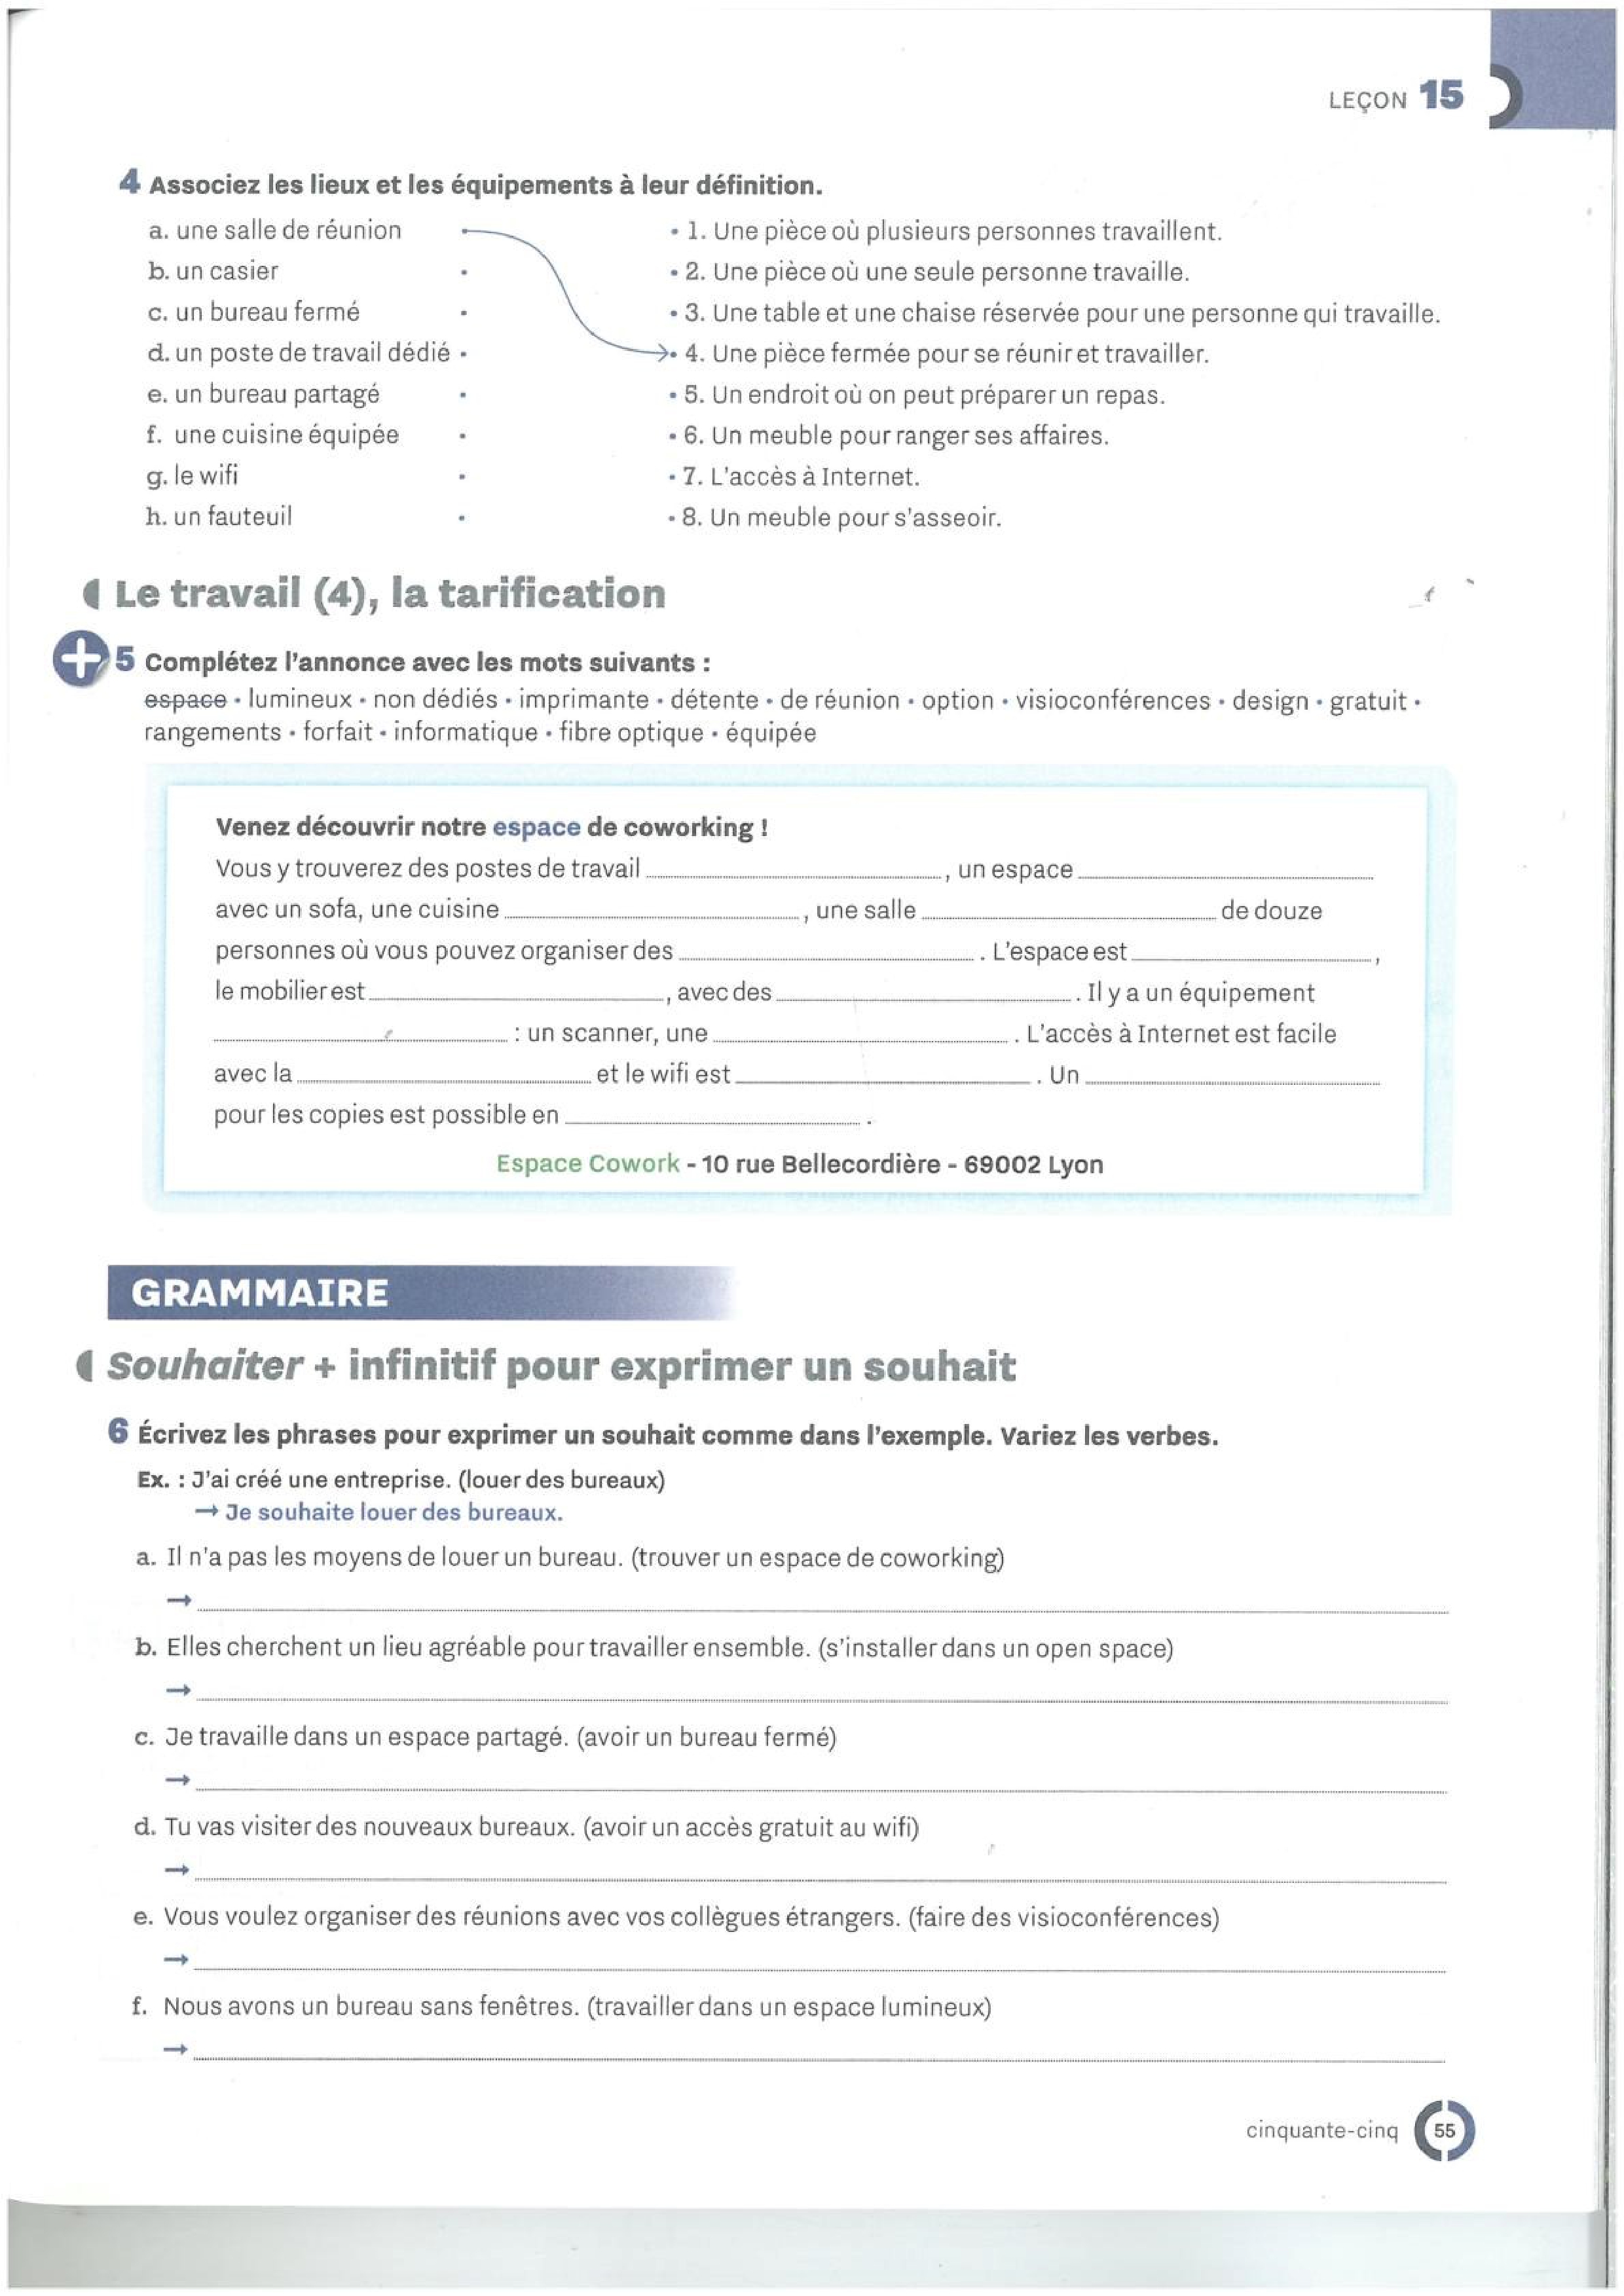 LEÇON 15
4 Associez les lieux et les équipements à leur définition.
a. une salle de réunion • • 1. Une pièce où plusieurs personnes travaillent.
b. un casier • • 2. Une pièce où une seule personne travaille.
c. un bureau fermé • • 3. Une table et une chaise réservée pour une personne qui travaille.
d. un poste de travail dédié • • 4. Une pièce fermée pour se réunir et travailler.
e. un bureau partagé • • 5. Un endroit où on peut préparer un repas.
f. une cuisine équipée • • 6. Un meuble pour ranger ses affaires.
g. le wifi • • 7. L'accès à Internet.
h. un fauteuil • • 8. Un meuble pour s'asseoir.
Le travail (4), la tarification
5 Complétez l'annonce avec les mots suivants :
espace • lumineux • non dédiés • imprimante • détente • de réunion • option • visioconférences • design • gratuit •
rangements • forfait • informatique • fibre optique • équipée
Venez découvrir notre espace de coworking !
Vous y trouverez des postes de travail ........ , un espace ........
avec un sofa, une cuisine ........ , une salle ........ de douze
personnes où vous pouvez organiser des ........ . L'espace est ........ ,
le mobilier est ........ , avec des ........ . Il y a un équipement
........ : un scanner, une ........ . L'accès à Internet est facile
avec la ........ et le wifi est ........ . Un ........
pour les copies est possible en ........ .
Espace Cowork - 10 rue Bellecordière - 69002 Lyon
GRAMMAIRE
Souhaiter + infinitif pour exprimer un souhait
6 Écrivez les phrases pour exprimer un souhait comme dans l'exemple. Variez les verbes.
Ex. : J'ai créé une entreprise. (louer des bureaux)
→ Je souhaite louer des bureaux.
a. Il n'a pas les moyens de louer un bureau. (trouver un espace de coworking)
→ ........
b. Elles cherchent un lieu agréable pour travailler ensemble. (s'installer dans un open space)
→ ........
c. Je travaille dans un espace partagé. (avoir un bureau fermé)
→ ........
d. Tu vas visiter des nouveaux bureaux. (avoir un accès gratuit au wifi)
→ ........
e. Vous voulez organiser des réunions avec vos collègues étrangers. (faire des visioconférences)
→ ........
f. Nous avons un bureau sans fenêtres. (travailler dans un espace lumineux)
→ ........
cinquante-cinq 55